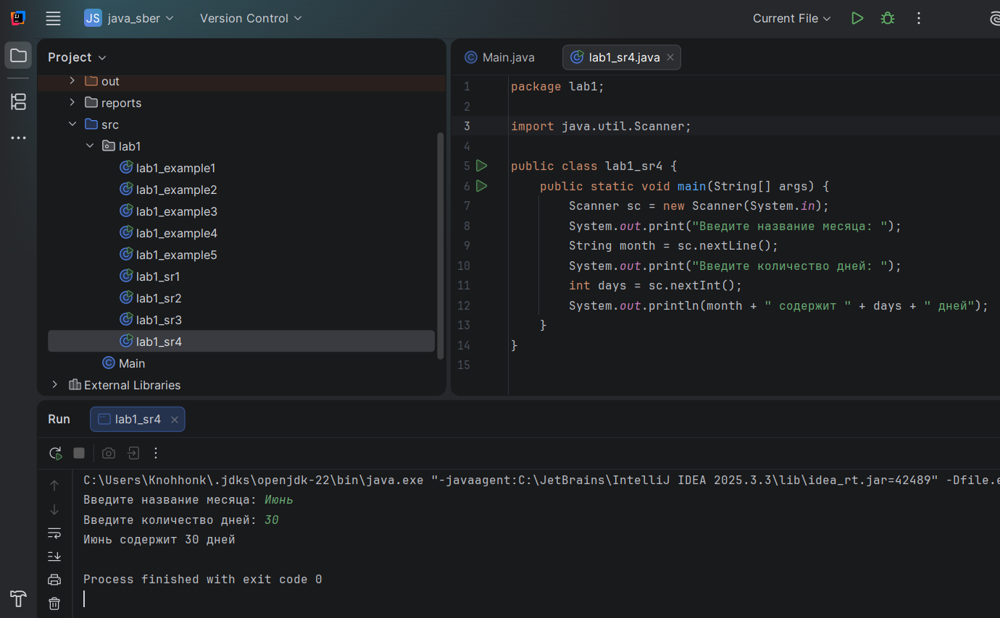 JS java_sber Version Control Current File
Project
out
reports
src
lab1
lab1_example1
lab1_example2
lab1_example3
lab1_example4
lab1_example5
lab1_sr1
lab1_sr2
lab1_sr3
lab1_sr4
Main
External Libraries
Main.java lab1_sr4.java
1 package lab1;
2
3 import java.util.Scanner;
4
5 public class lab1_sr4 {
6 public static void main(String[] args) {
7 Scanner sc = new Scanner(System.in);
8 System.out.print("Введите название месяца: ");
9 String month = sc.nextLine();
10 System.out.print("Введите количество дней: ");
11 int days = sc.nextInt();
12 System.out.println(month + " содержит " + days + " дней");
13 }
14 }
15
Run lab1_sr4
C:\Users\Knohhonk\.jdks\openjdk-22\bin\java.exe "-javaagent:C:\JetBrains\IntelliJ IDEA 2025.3.3\lib\idea_rt.jar=42489" -Dfile.e
Введите название месяца: Июнь
Введите количество дней: 30
Июнь содержит 30 дней
Process finished with exit code 0